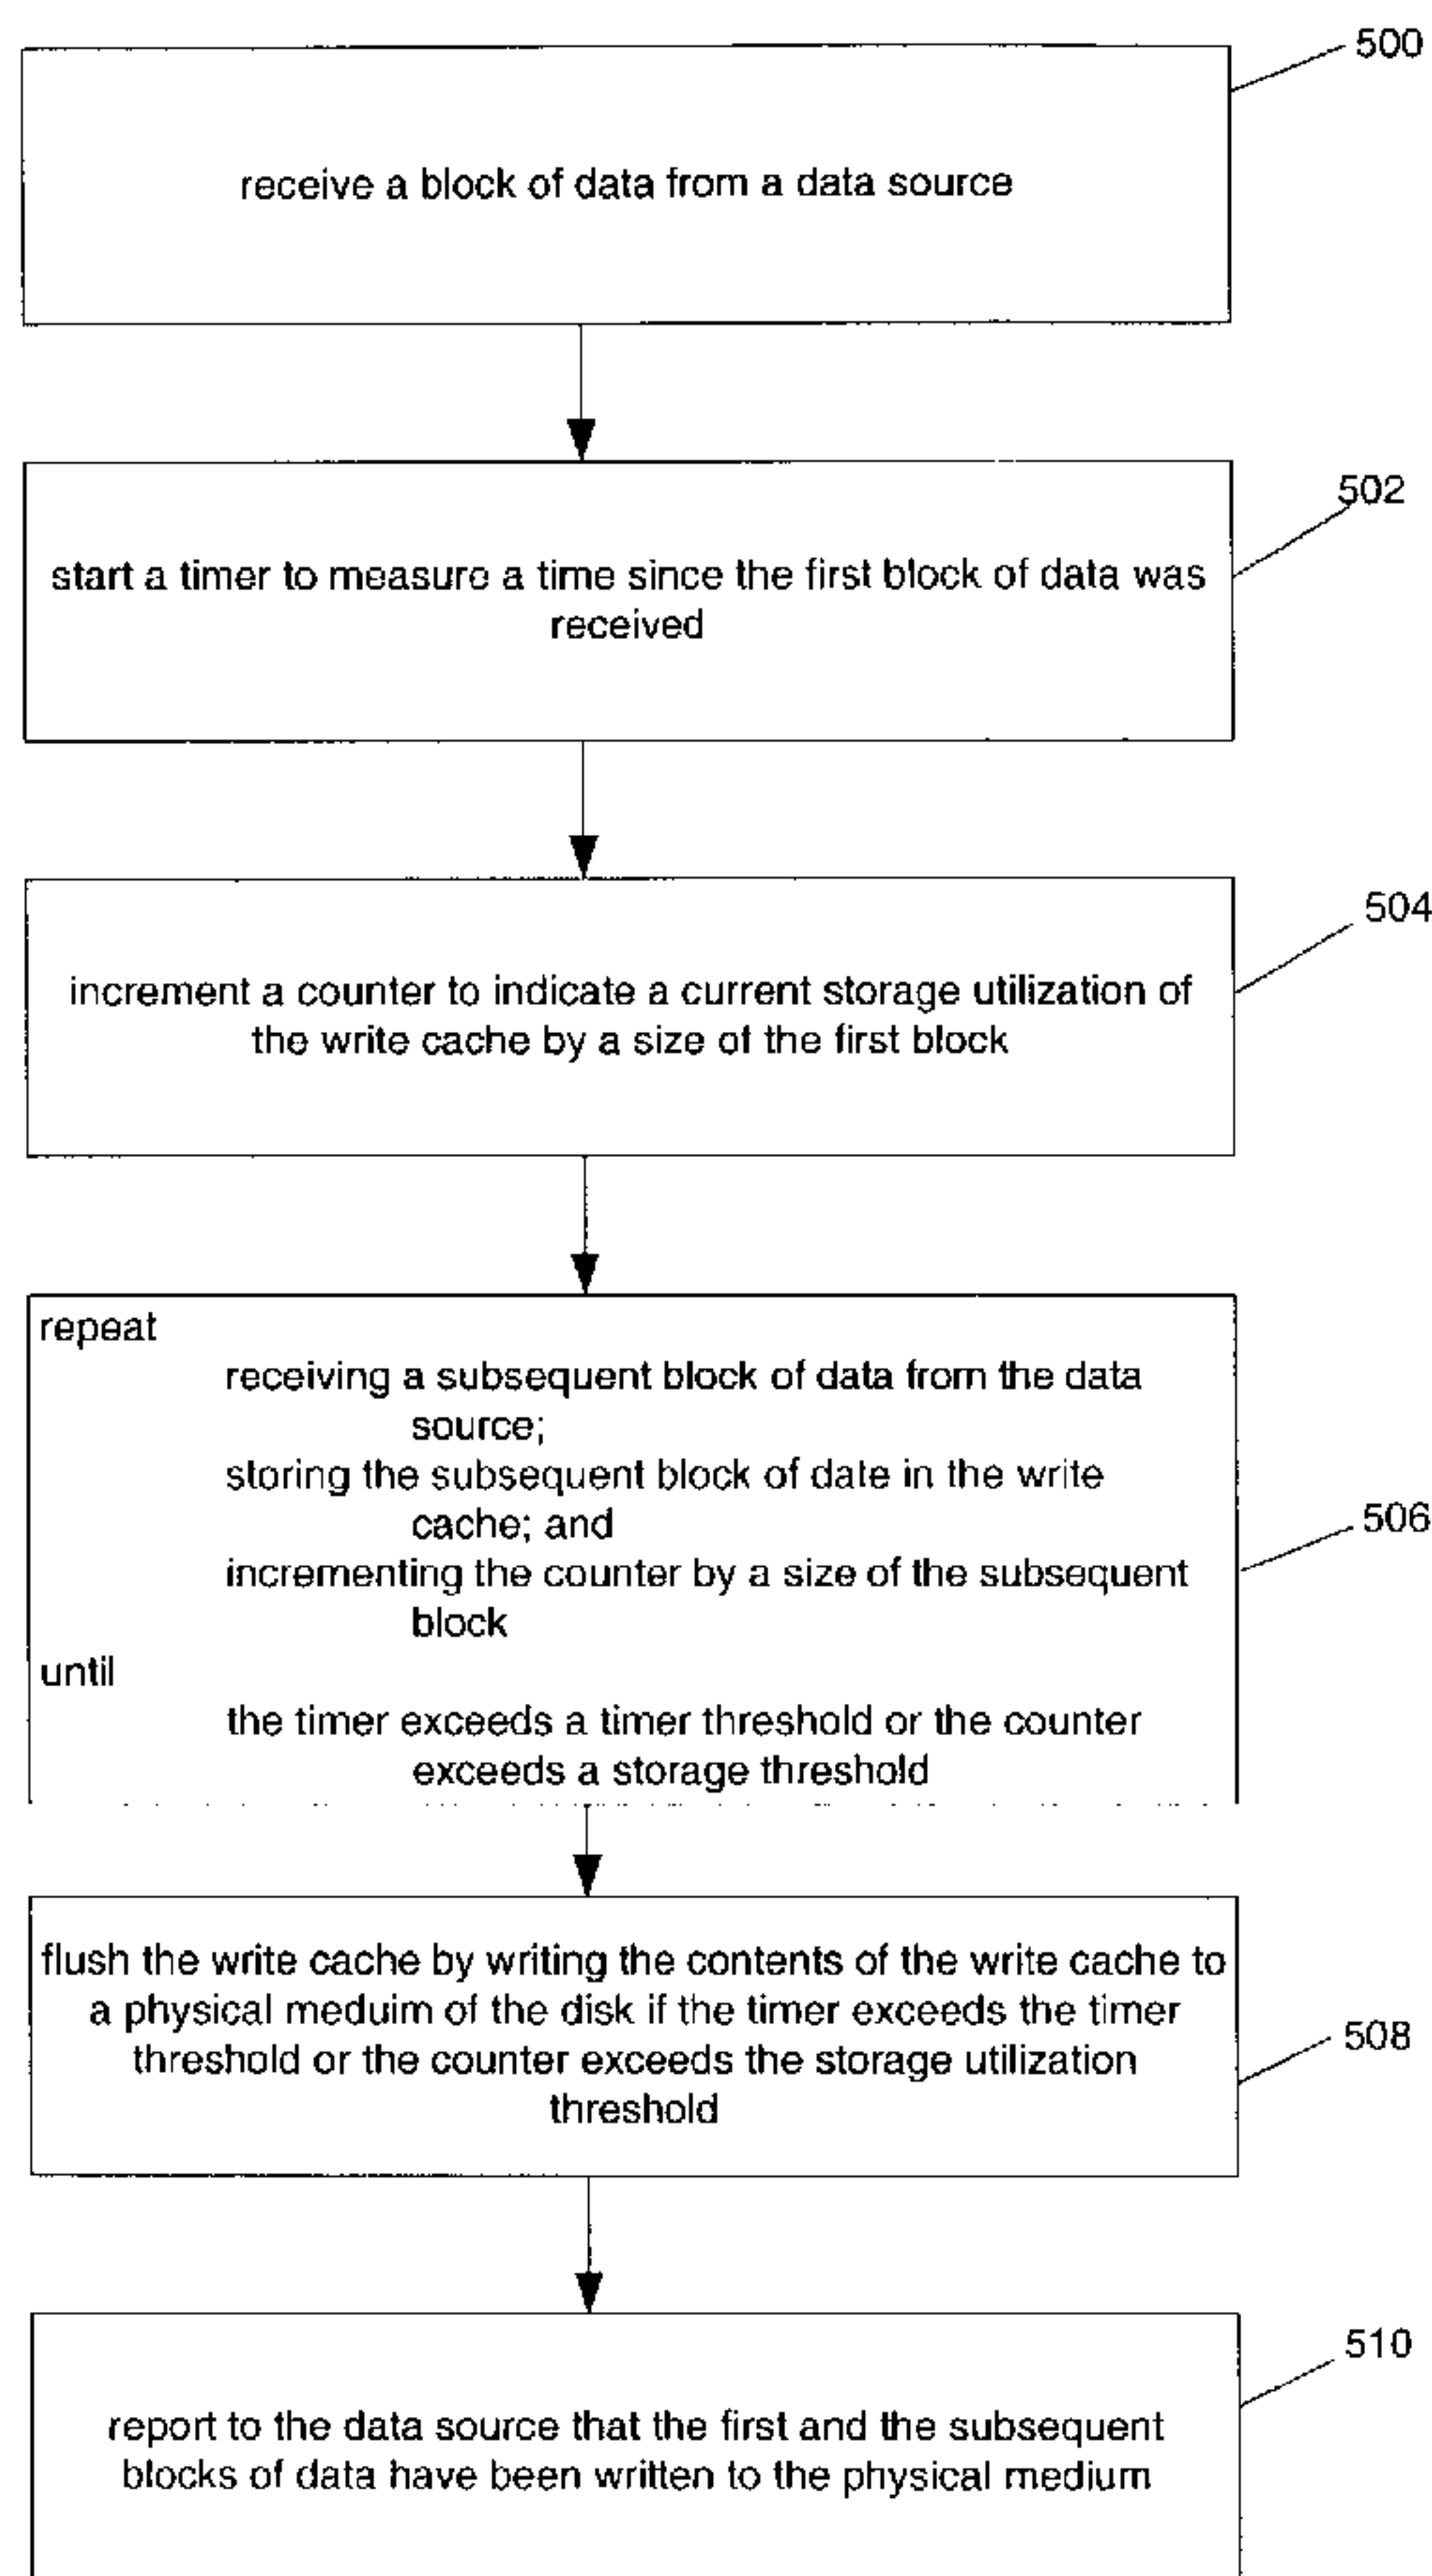 500
receive a block of data from a data source
502
start a timer to measure a time since the first block of data was
received
504
increment a counter to indicate a current storage utilization of
the write cache by a size of the first block
repeat
receiving a subsequent block of data from the data
source;
storing the subsequent block of date in the write
cache; and
506
incrementing the counter by a size of the subsequent
block
until
the timer exceeds a timer threshold or the counter
exceeds a storage threshold
flush the write cache by writing the contents of the write cache to
a physical meduim of the disk if the timer exceeds the timer
508
threshold or the counter exceeds the storage utilization
threshold
510
report to the data source that the first and the subsequent
blocks of data have been written to the physical medium